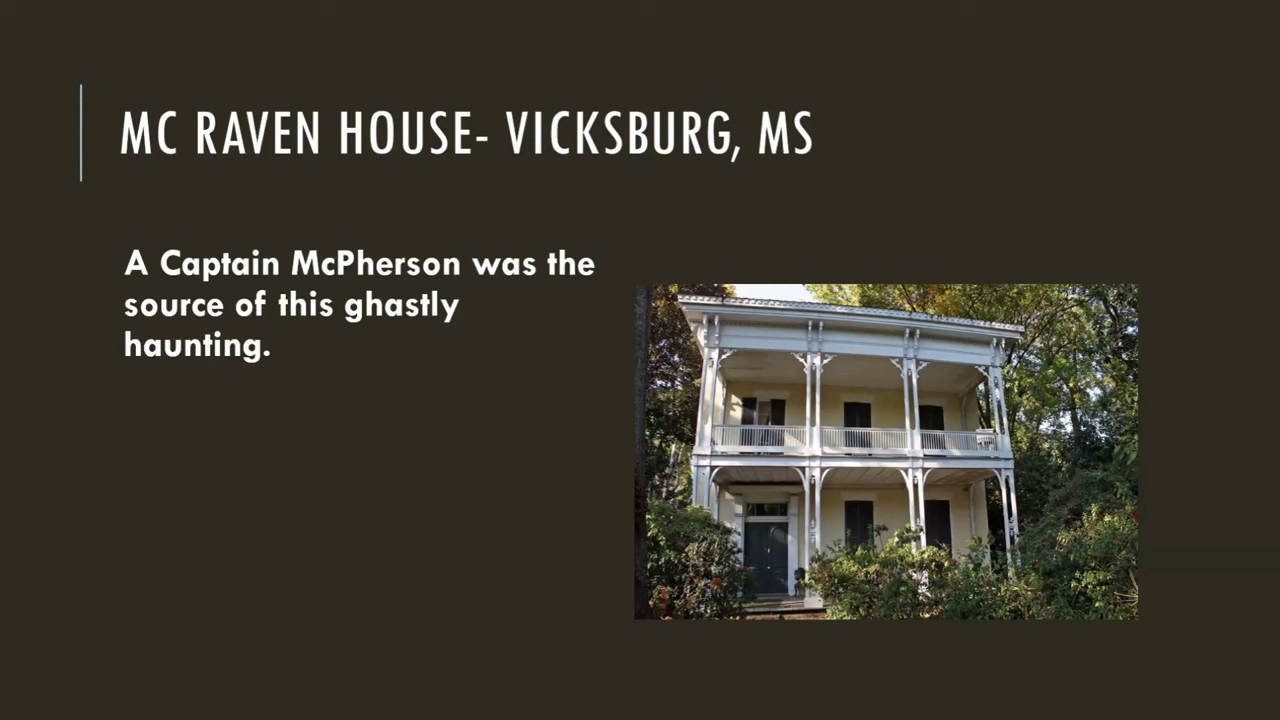 MC RAVEN HOUSE- VICKSBURG, MS
A Captain McPherson was the
source of this ghastly
haunting.